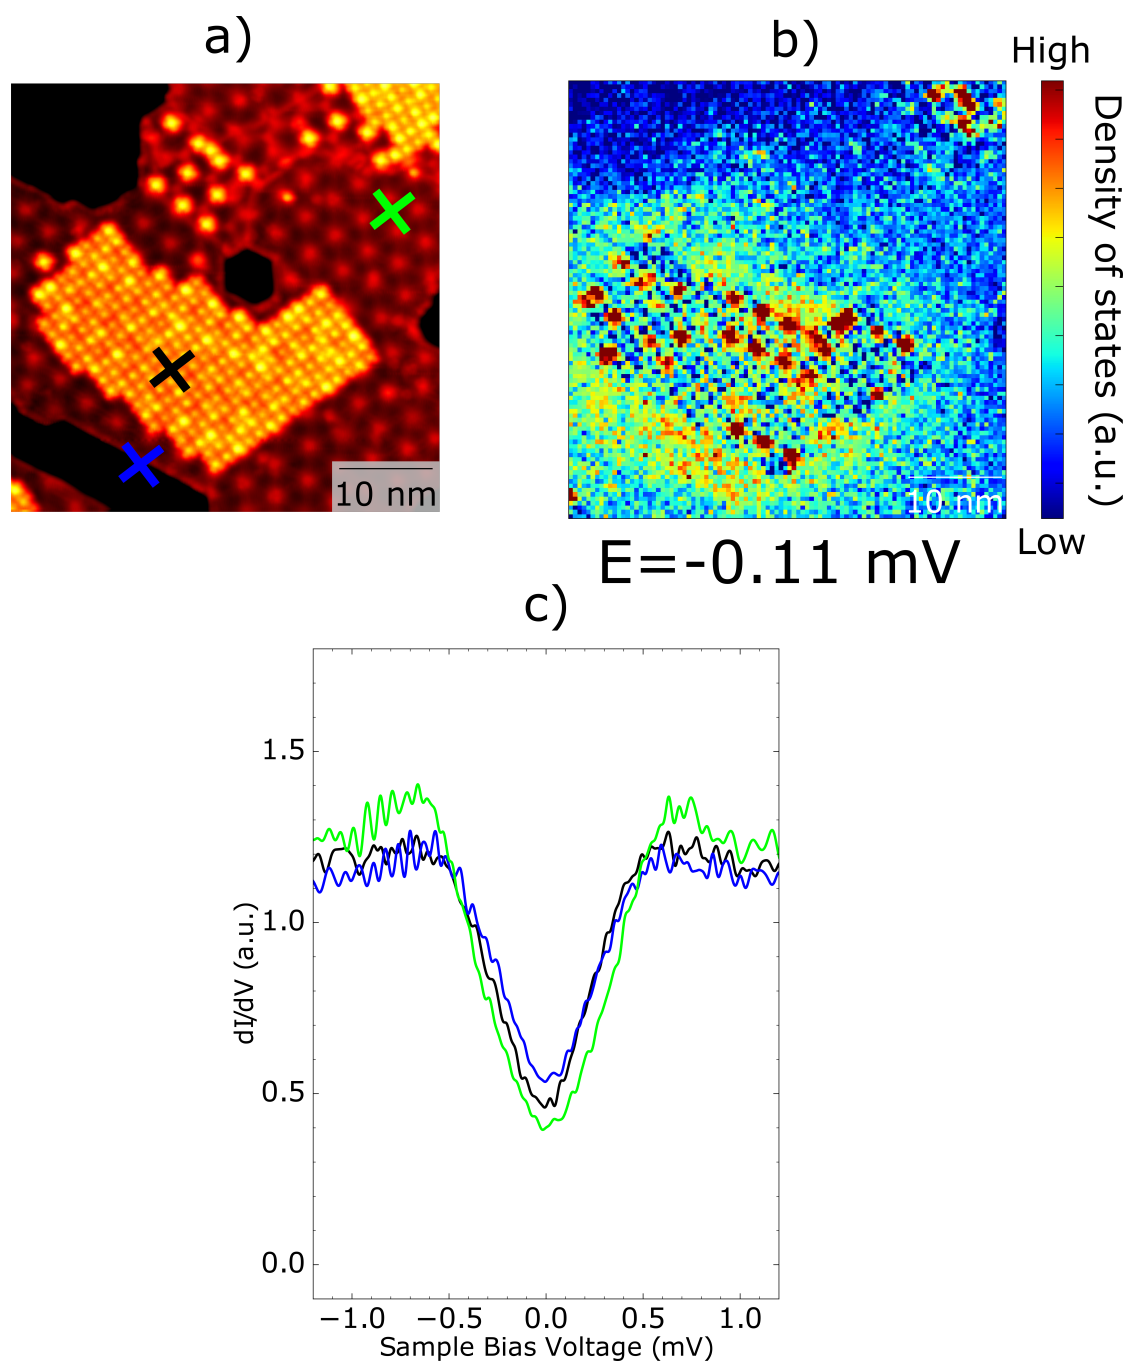 a)
10 nm
b)
High
Density of states (a.u.)
Low
10 nm
E=-0.11 mV
c)
1.5
1.0
0.5
0.0
dI/dV (a.u.)
−1.0 −0.5 0.0 0.5 1.0
Sample Bias Voltage (mV)